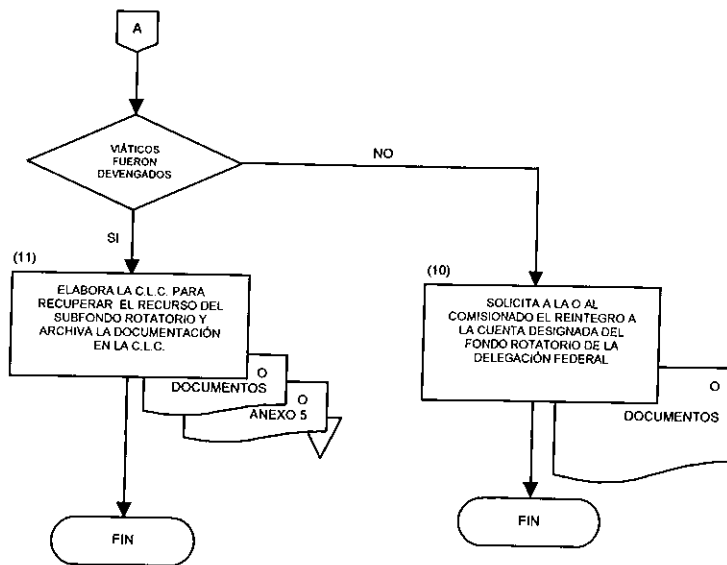 A
VIÁTICOS
FUERON
DEVENGADOS
NO
SI
(11)
ELABORA LA C.L.C. PARA
RECUPERAR EL RECURSO DEL
SUBFONDO ROTATORIO Y
ARCHIVA LA DOCUMENTACIÓN
EN LA C.L.C.
O
DOCUMENTOS
O
ANEXO 5
FIN
(10)
SOLICITA A LA O AL
COMISIONADO EL REINTEGRO A
LA CUENTA DESIGNADA DEL
FONDO ROTATORIO DE LA
DELEGACIÓN FEDERAL
O
DOCUMENTOS
FIN